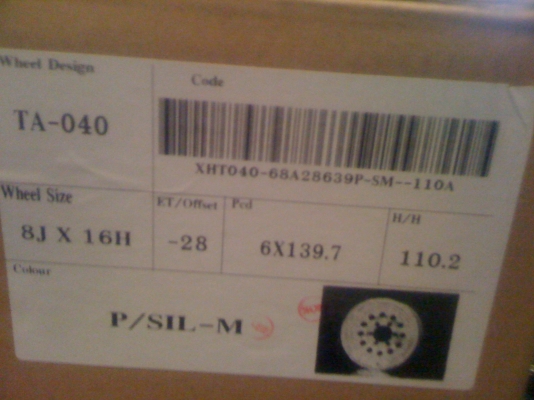 Wheel Design
Code
TA-040
XHT040-68A28639P-SM--110A
Wheel Size
ET/Offset
Pcd
H/H
8J X 16H
-28
6X139.7
110.2
Colour
P/SIL-M